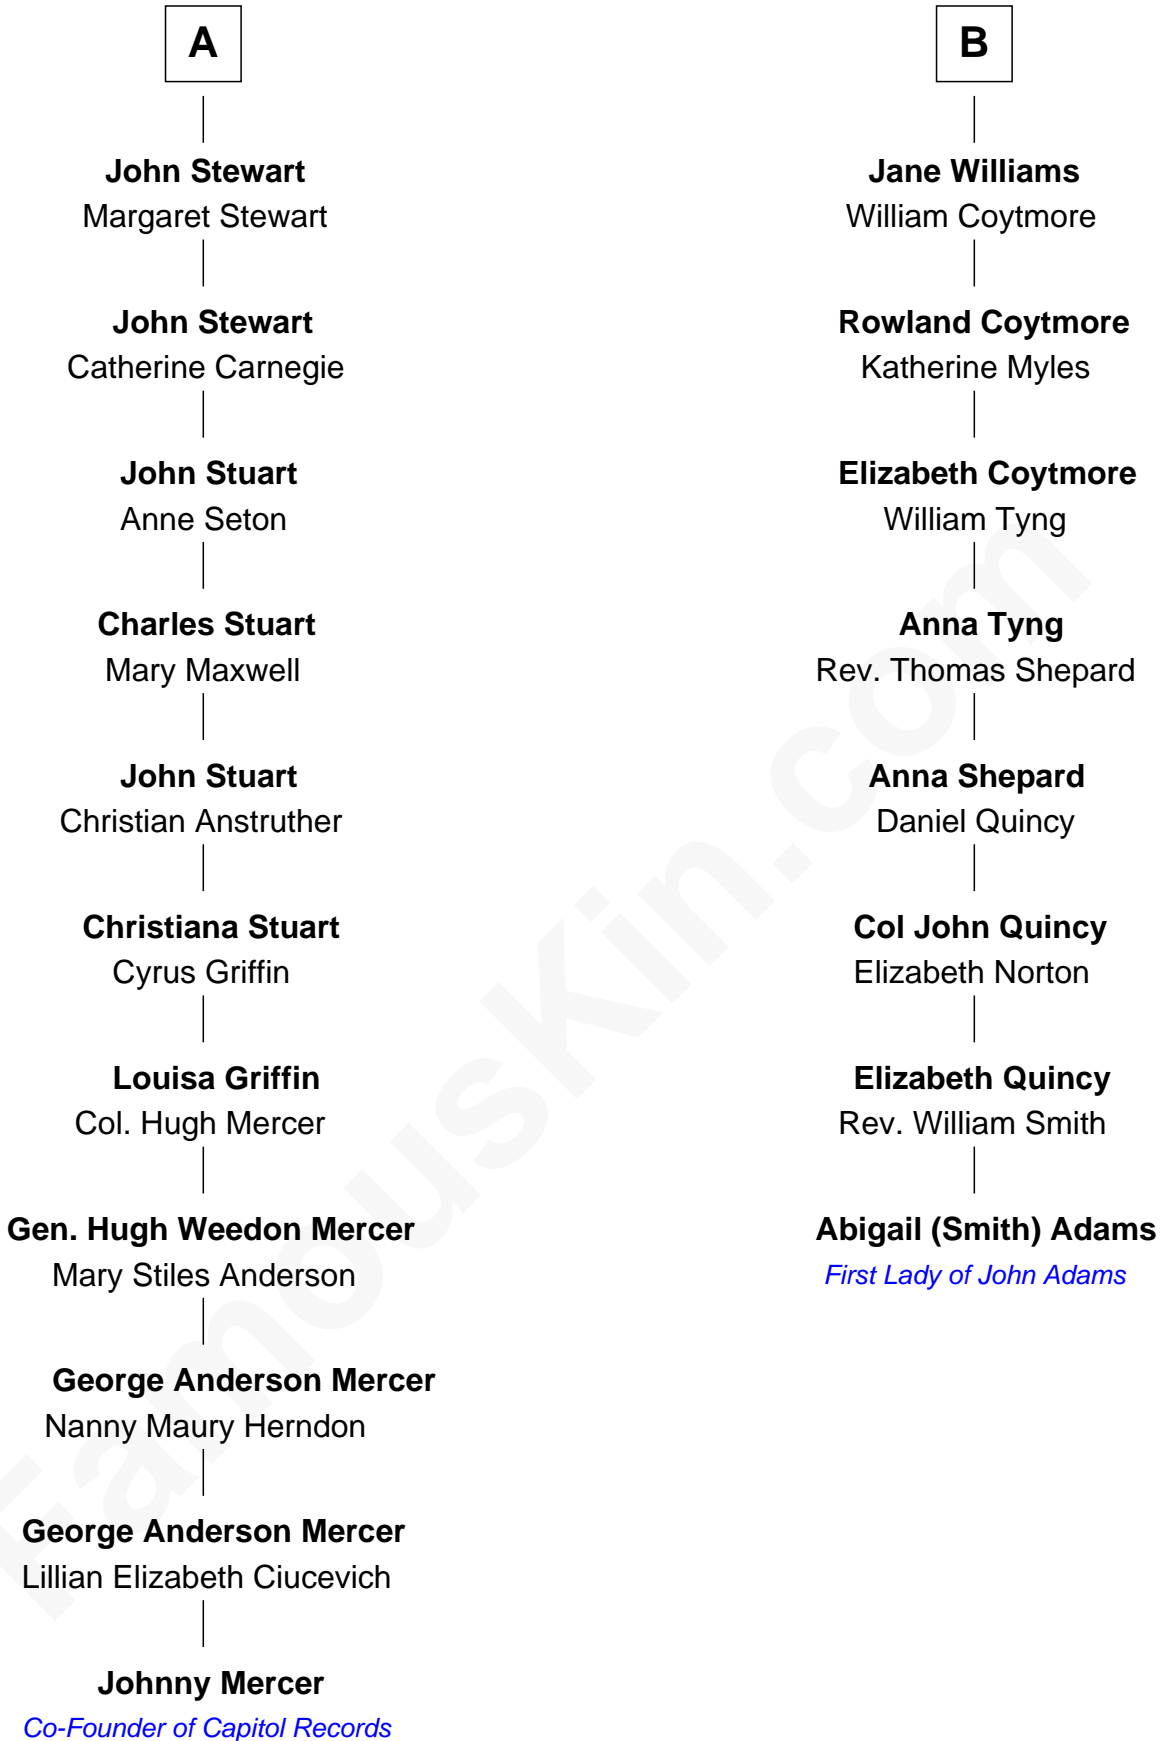 A
John Stewart
Margaret Stewart
John Stewart
Catherine Carnegie
John Stuart
Anne Seton
Charles Stuart
Mary Maxwell
John Stuart
Christian Anstruther
Christiana Stuart
Cyrus Griffin
Louisa Griffin
Col. Hugh Mercer
Gen. Hugh Weedon Mercer
Mary Stiles Anderson
George Anderson Mercer
Nanny Maury Herndon
George Anderson Mercer
Lillian Elizabeth Ciucevich
Johnny Mercer
Co-Founder of Capitol Records
B
Jane Williams
William Coytmore
Rowland Coytmore
Katherine Myles
Elizabeth Coytmore
William Tyng
Anna Tyng
Rev. Thomas Shepard
Anna Shepard
Daniel Quincy
Col John Quincy
Elizabeth Norton
Elizabeth Quincy
Rev. William Smith
Abigail (Smith) Adams
First Lady of John Adams
FamousKin.com